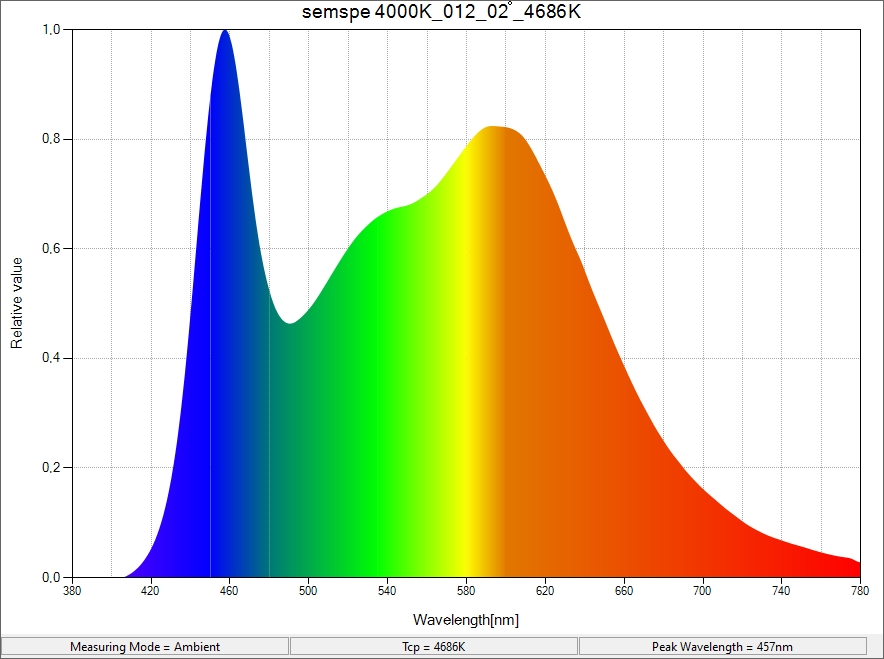 semspe 4000K_012_02°_4686K
1.0
0.8
0.6
0.4
0.2
0.0
Relative value
380 420 460 500 540 580 620 660 700 740 780
Wavelength[nm]
Measuring Mode = Ambient Tcp = 4686K Peak Wavelength = 457nm